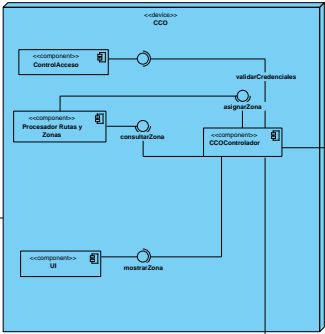 <<device>>
CCO
<<component>>
ControlAcceso
validarCredenciales
<<component>>
Procesador Rutas y
Zonas
asignarZona
consultarZona
<<component>>
CCOControlador
<<component>>
UI
mostrarZona